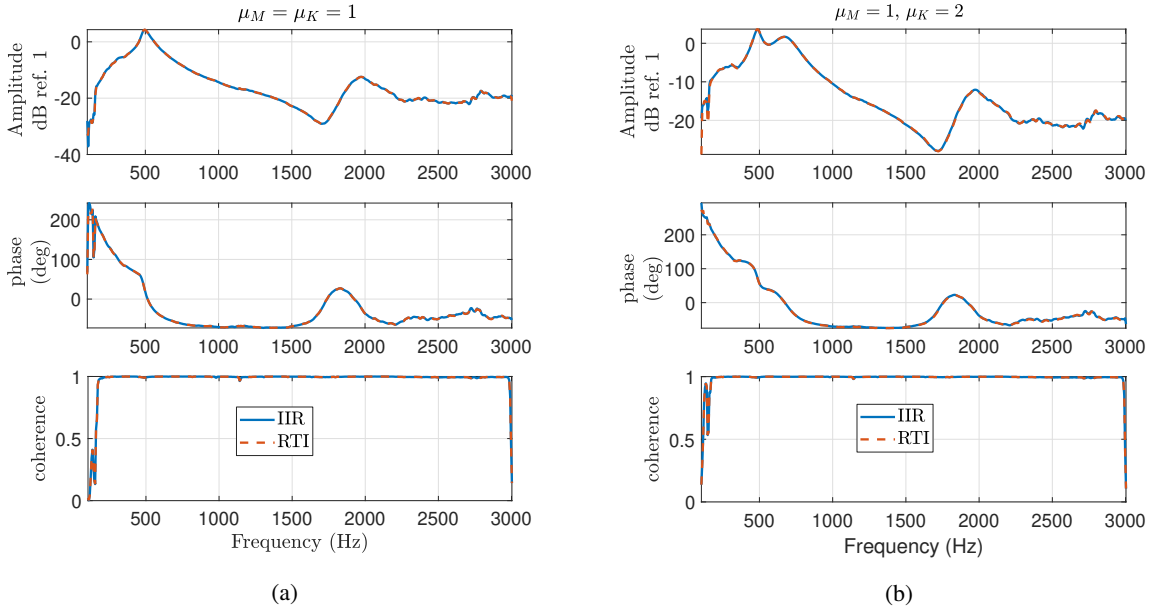 μ_M = μ_K = 1
Amplitude
dB ref. 1
0
-20
-40
500 1000 1500 2000 2500 3000
phase
(deg)
200
100
0
500 1000 1500 2000 2500 3000
coherence
1
0.5
0
IIR
RTI
500 1000 1500 2000 2500 3000
Frequency (Hz)
(a)
μ_M = 1, μ_K = 2
Amplitude
dB ref. 1
0
-10
-20
500 1000 1500 2000 2500 3000
phase
(deg)
200
100
0
500 1000 1500 2000 2500 3000
coherence
1
0.5
0
IIR
RTI
500 1000 1500 2000 2500 3000
Frequency (Hz)
(b)